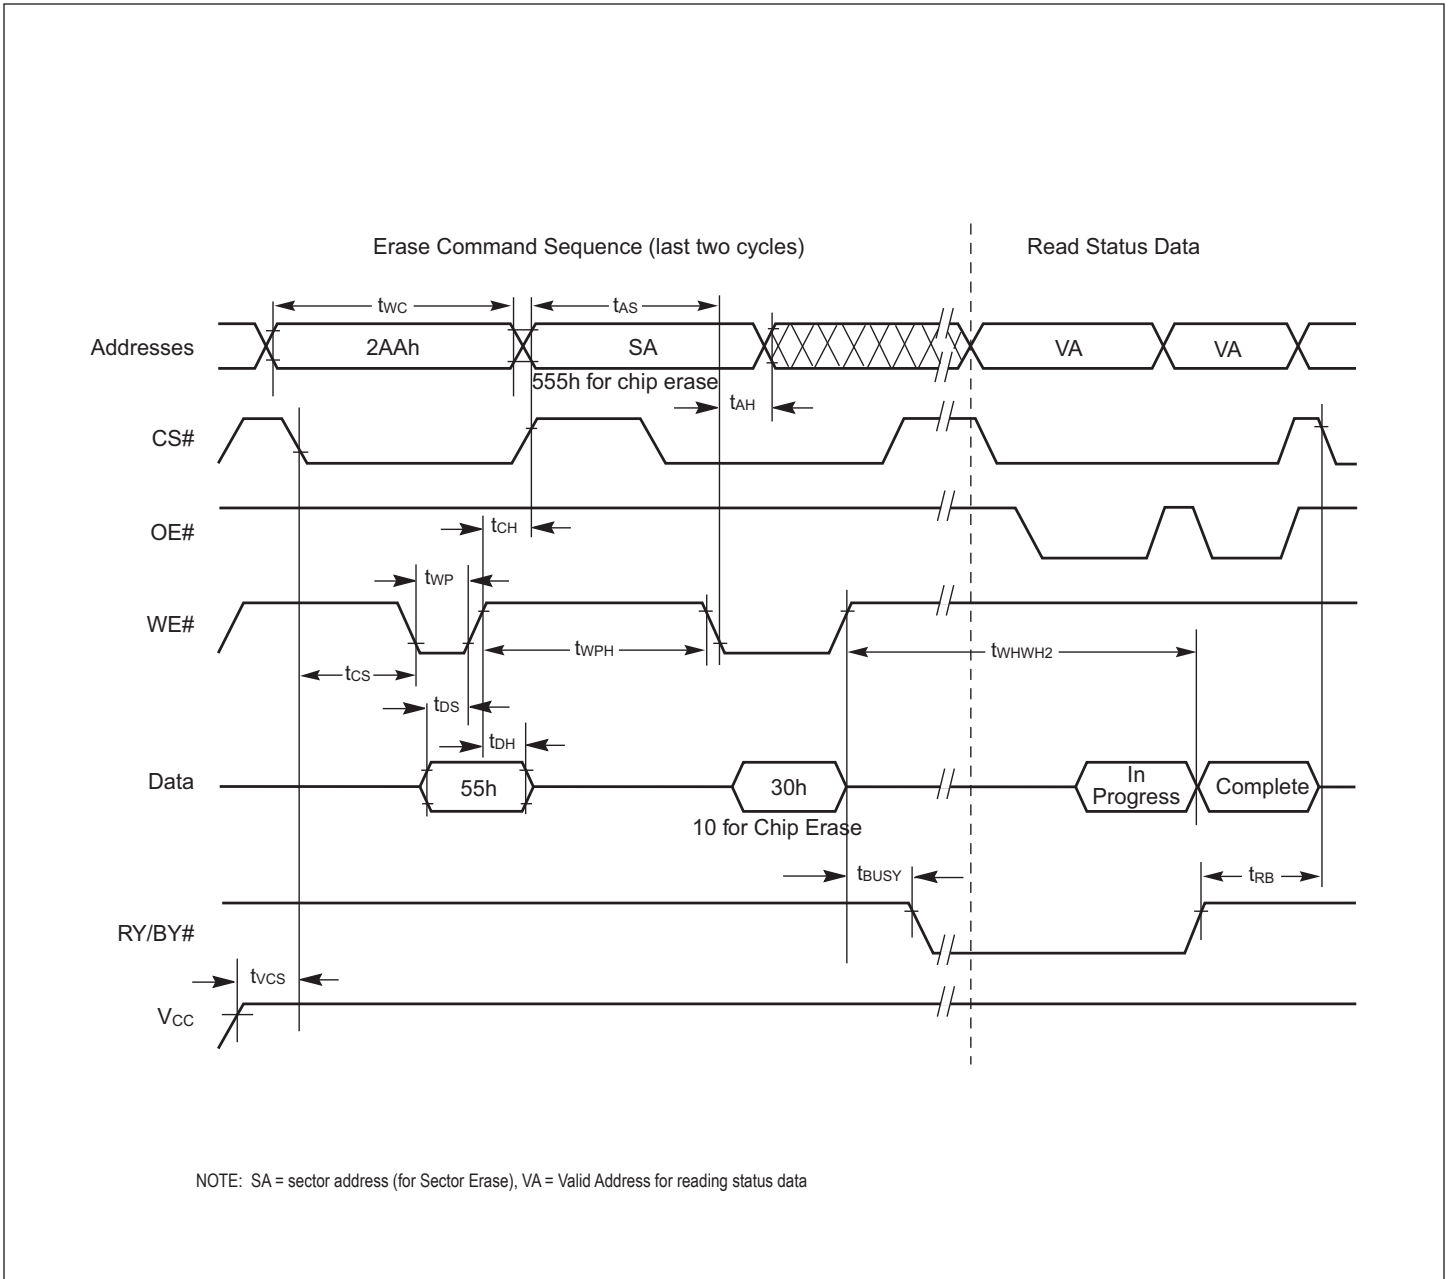 Erase Command Sequence (last two cycles)
Read Status Data
tWC
tAS
Addresses
2AAh
SA
VA
VA
555h for chip erase
tAH
CS#
tCH
OE#
tWP
WE#
tWPH
tWHWH2
tCS
tDS
tDH
Data
55h
30h
In
Progress
Complete
10 for Chip Erase
tBUSY
tRB
RY/BY#
tVCS
VCC
NOTE: SA = sector address (for Sector Erase), VA = Valid Address for reading status data